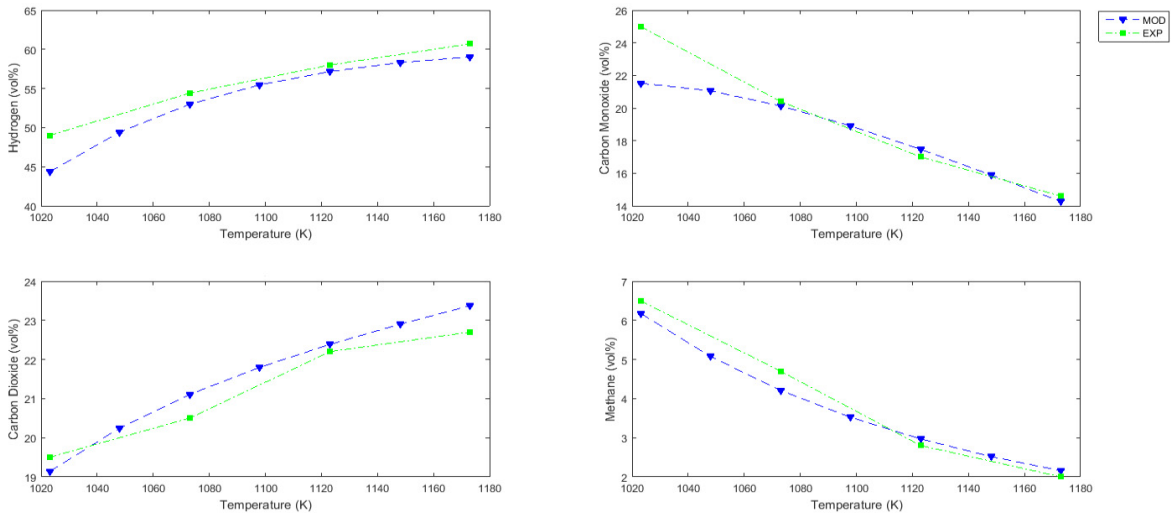 65
60
55
50
45
40
Hydrogen (vol%)
1020 1040 1060 1080 1100 1120 1140 1160 1180
Temperature (K)
26
24
22
20
18
16
14
Carbon Monoxide (vol%)
1020 1040 1060 1080 1100 1120 1140 1160 1180
Temperature (K)
MOD
EXP
24
23
22
21
20
19
Carbon Dioxide (vol%)
1020 1040 1060 1080 1100 1120 1140 1160 1180
Temperature (K)
7
6
5
4
3
2
Methane (vol%)
1020 1040 1060 1080 1100 1120 1140 1160 1180
Temperature (K)